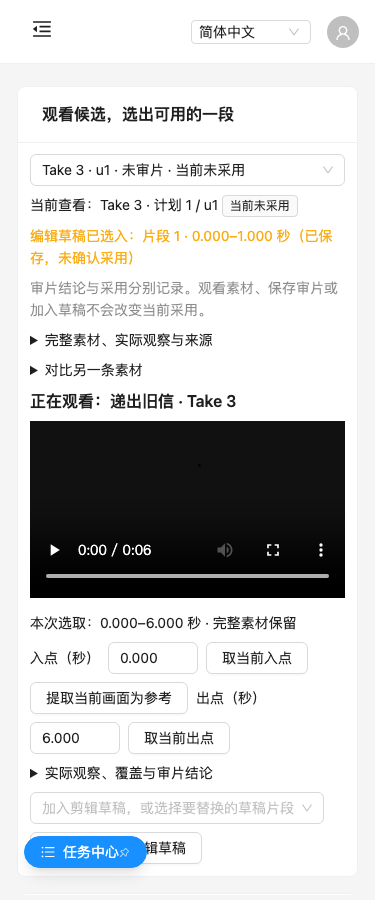 简体中文
观看候选，选出可用的一段
Take 3 · u1 · 未审片 · 当前未采用
当前查看：Take 3 · 计划 1 / u1 当前未采用
编辑草稿已选入：片段 1 · 0.000–1.000 秒（已保
存，未确认采用）
审片结论与采用分别记录。观看素材、保存审片或
加入草稿不会改变当前采用。
▶ 完整素材、实际观察与来源
▶ 对比另一条素材
正在观看：递出旧信 · Take 3
0:00 / 0:06
本次选取：0.000–6.000 秒 · 完整素材保留
入点（秒） 0.000 取当前入点
提取当前画面为参考 出点（秒）
6.000 取当前出点
▶ 实际观察、覆盖与审片结论
加入剪辑草稿，或选择要替换的草稿片段
任务中心 辑草稿